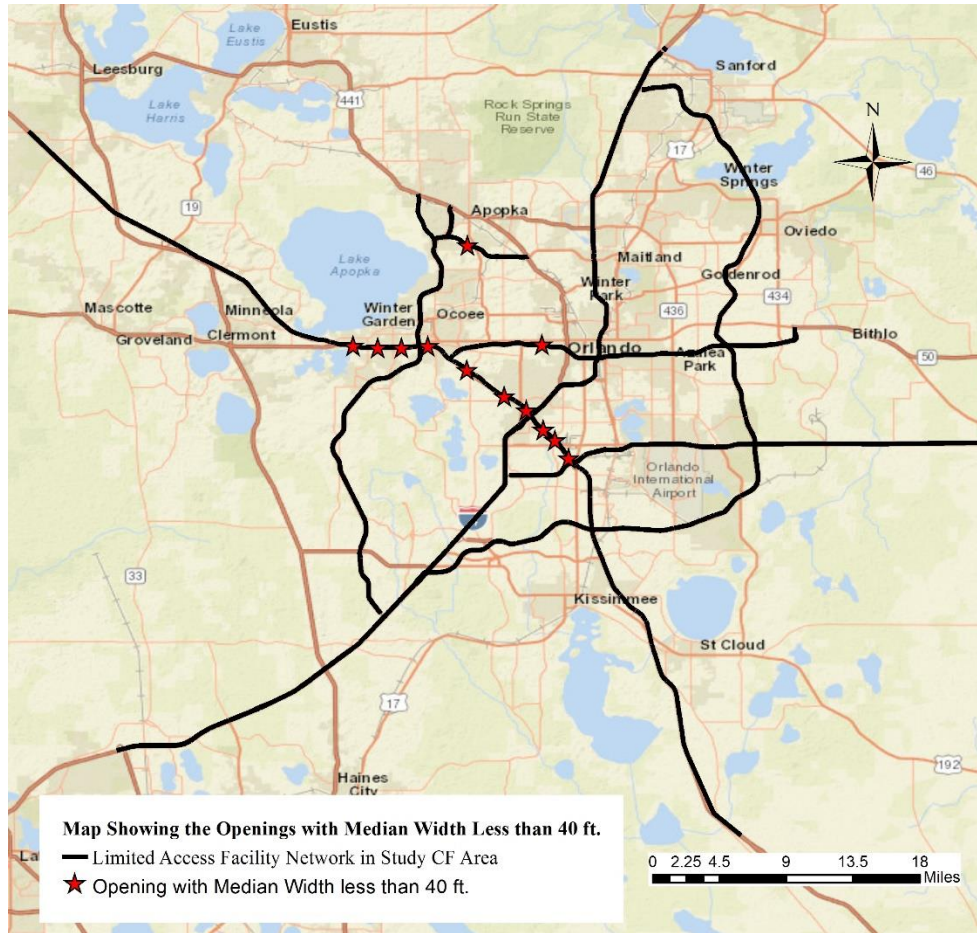 Eustis
Lake
Eustis
Leesburg
Sanford
Lake
Harris
441
Rock Springs
Run State
Reserve
N
17
Winter
Springs
46
19
Apopka
Oviedo
Lake
Apopka
Maitland
Goldenrod
Winter
Park
Mascotte
Minneola
Winter
Garden
Ocoee
436
434
Groveland
Clermont
Orlando
Azalea
Park
Bithlo
50
Orlando
International
Airport
33
Kissimmee
St Cloud
17
192
Haines
City
Map Showing the Openings with Median Width Less than 40 ft.
Limited Access Facility Network in Study CF Area
Opening with Median Width less than 40 ft.
0 2.25 4.5 9 13.5 18
Miles